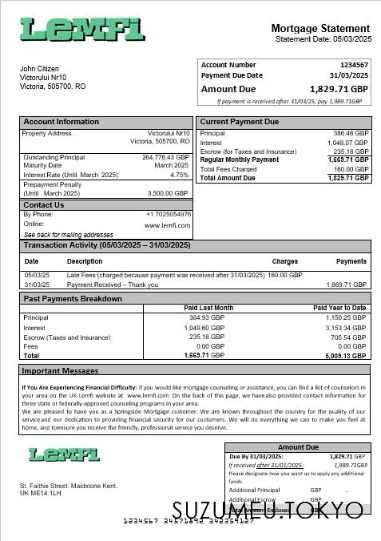 LemFi
Mortgage Statement
Statement Date: 05/03/2025
John Citizen
Victorului Nr10
Victoria, 505700, RO
Account Number 1234567
Payment Due Date 31/03/2025
Amount Due 1,829.71 GBP
If payment is received after 31/03/25, pay 1,989.71GBP
Account Information
Property Address Victorului Nr10
Victoria, 505700, RO
Outstanding Principal 264,776.43 GBP
Maturity Date March 2025
Interest Rate (Until March 2025) 4.75%
Prepayment Penalty
(Until March 2025) 3,500.00 GBP
Contact Us
By Phone: +1 7025054976
Online: www.lemfi.com
See back for mailing addresses
Current Payment Due
Principal 386.46 GBP
Interest 1,048.07 GBP
Escrow (for Taxes and Insurance) 235.18 GBP
Regular Monthly Payment 1,669.71 GBP
Total Fees Charged 160.00 GBP
Total Amount Due 1,829.71 GBP
Transaction Activity (05/03/2025 – 31/03/2025)
Date Description Charges Payments
05/03/25 Late Fees (charged because payment was received after 31/03/2025) 160.00 GBP
31/03/25 Payment Received – Thank you 1,669.71 GBP
Past Payments Breakdown
Paid Last Month Paid Year to Date
Principal 384.93 GBP 1,150.25 GBP
Interest 1,049.60 GBP 3,153.34 GBP
Escrow (Taxes and Insurance) 235.18 GBP 705.54 GBP
Fees 0.00 GBP 0.00 GBP
Total 1,669.71 GBP 5,009.13 GBP
Important Messages
If You Are Experiencing Financial Difficulty: If you would like mortgage counseling or assistance, you can find a list of counselors in
your area on the UK Lemfi website at www.lemfi.com. On the back of this page, we have also provided contact information for
three state or federally-approved counseling programs in your area.
We are pleased to have you as a Springside Mortgage customer. We are known throughout the country for the quality of our
service and our dedication to providing financial security for our customers. We will do everything we can to make you feel at
home, and to ensure you receive the friendly, professional service you deserve.
LemFi
St. Faithis Street. Maidstone Kent.
UK ME14 1LH
Amount Due
Due By 31/03/2025: 1,829.71 GBP
If received after 31/01/2025: 1,989.71GBP
Please designate how you want us to apply any additional
funds.
Additional Principal GBP
Additional Escrow GBP
Total Amount Enclosed GBP
SUZUMEU.TOKYO
1234567